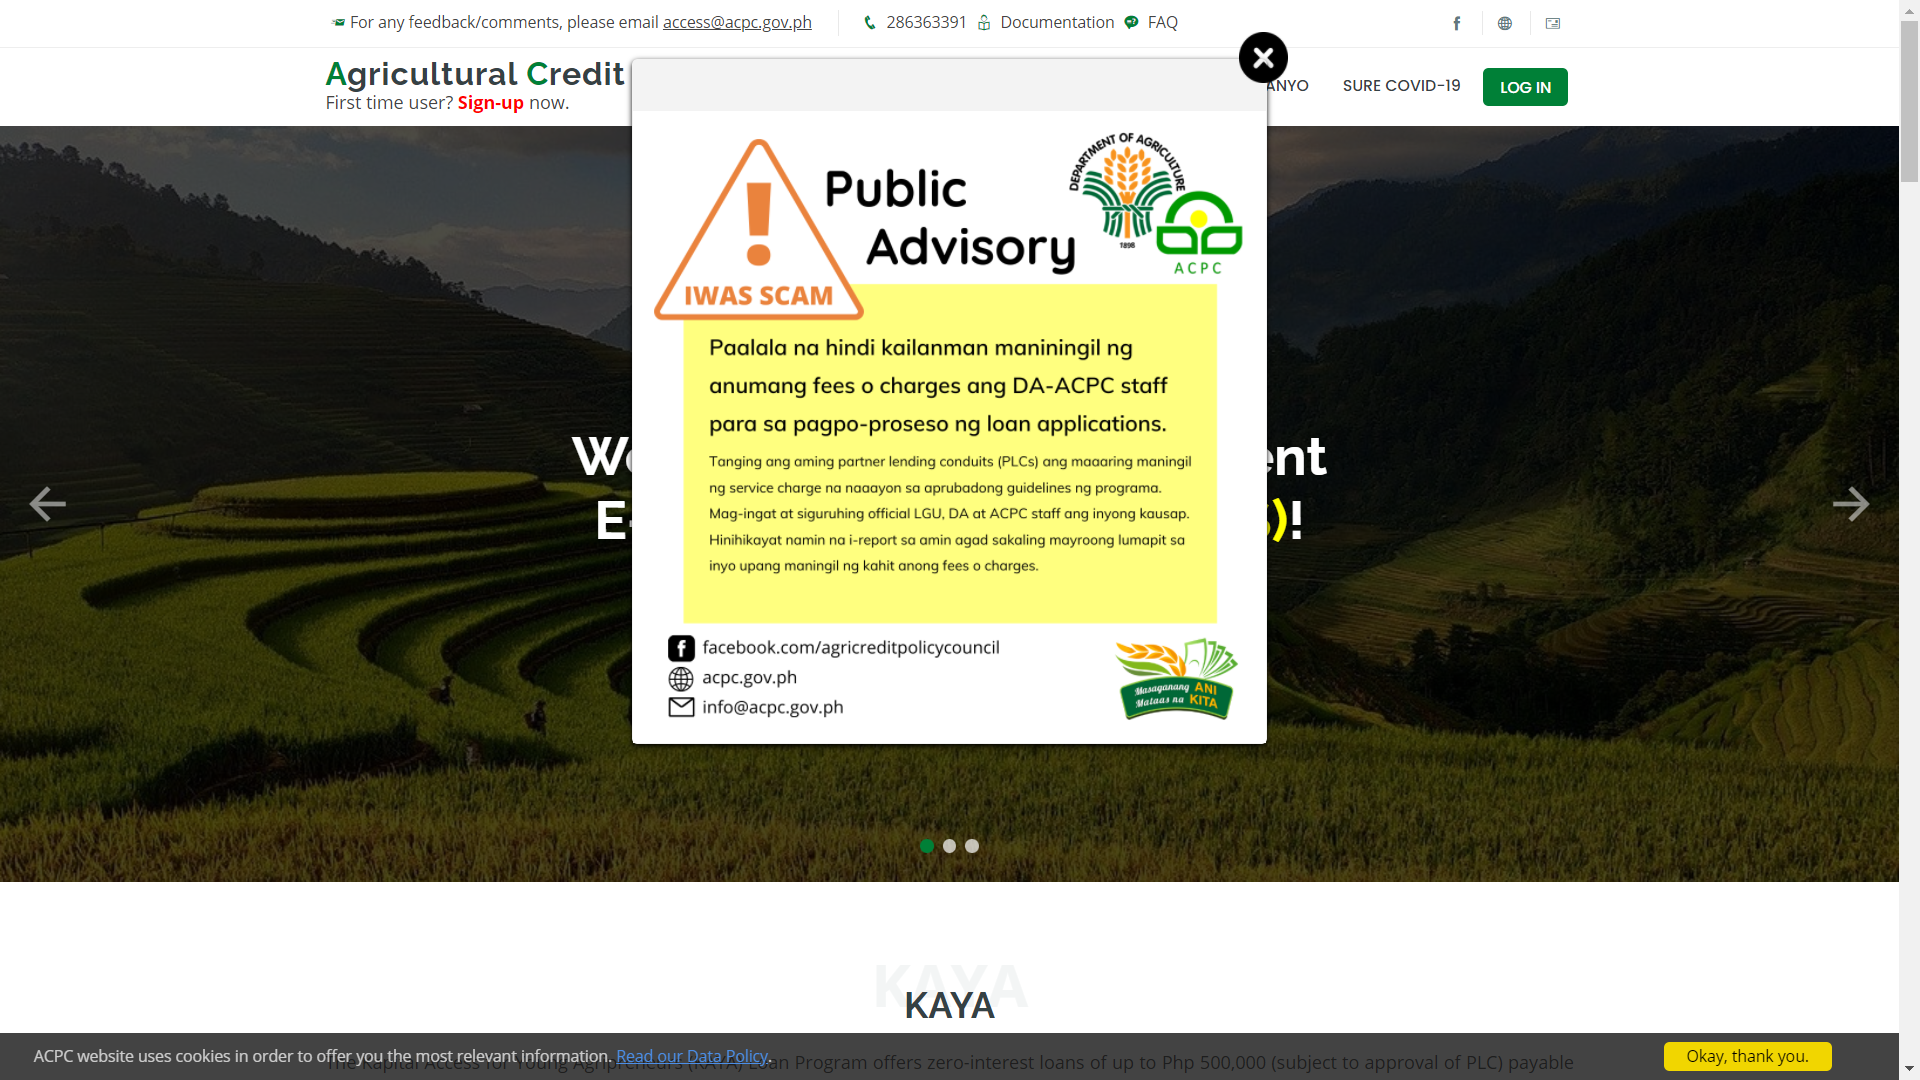 For any feedback/comments, please email access@acpc.gov.ph
286363391
Documentation
FAQ
Agricultural Credit
First time user? Sign-up now.
ANYO
SURE COVID-19
LOG IN
DEPARTMENT OF AGRICULTURE
1898
ACPC
Public
Advisory
IWAS SCAM
Paalala na hindi kailanman maniningil ng
anumang fees o charges ang DA-ACPC staff
para sa pagpo-proseso ng loan applications.
Tanging ang aming partner lending conduits (PLCs) ang maaaring maningil
ng service charge na naaayon sa aprubadong guidelines ng programa.
Mag-ingat at siguruhing official LGU, DA at ACPC staff ang inyong kausap.
Hinihikayat namin na i-report sa amin agad sakaling mayroong lumapit sa
inyo upang maningil ng kahit anong fees o charges.
facebook.com/agricreditpolicycouncil
acpc.gov.ph
info@acpc.gov.ph
Masaganang ANI
Mataas na KITA
ent
E-
)!
KAYA
KAYA
The Kapital Access for Young Agripreneurs (KAYA) Loan Program offers zero-interest loans of up to Php 500,000 (subject to approval of PLC) payable
ACPC website uses cookies in order to offer you the most relevant information. Read our Data Policy.
Okay, thank you.